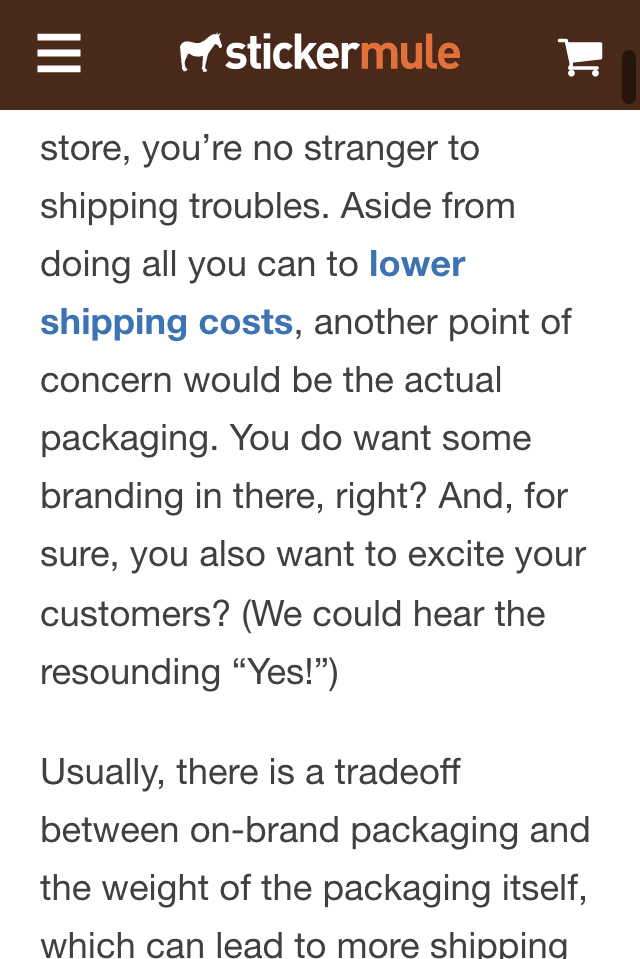 stickermule
store, you’re no stranger to
shipping troubles. Aside from
doing all you can to lower
shipping costs, another point of
concern would be the actual
packaging. You do want some
branding in there, right? And, for
sure, you also want to excite your
customers? (We could hear the
resounding “Yes!”)
Usually, there is a tradeoff
between on-brand packaging and
the weight of the packaging itself,
which can lead to more shipping